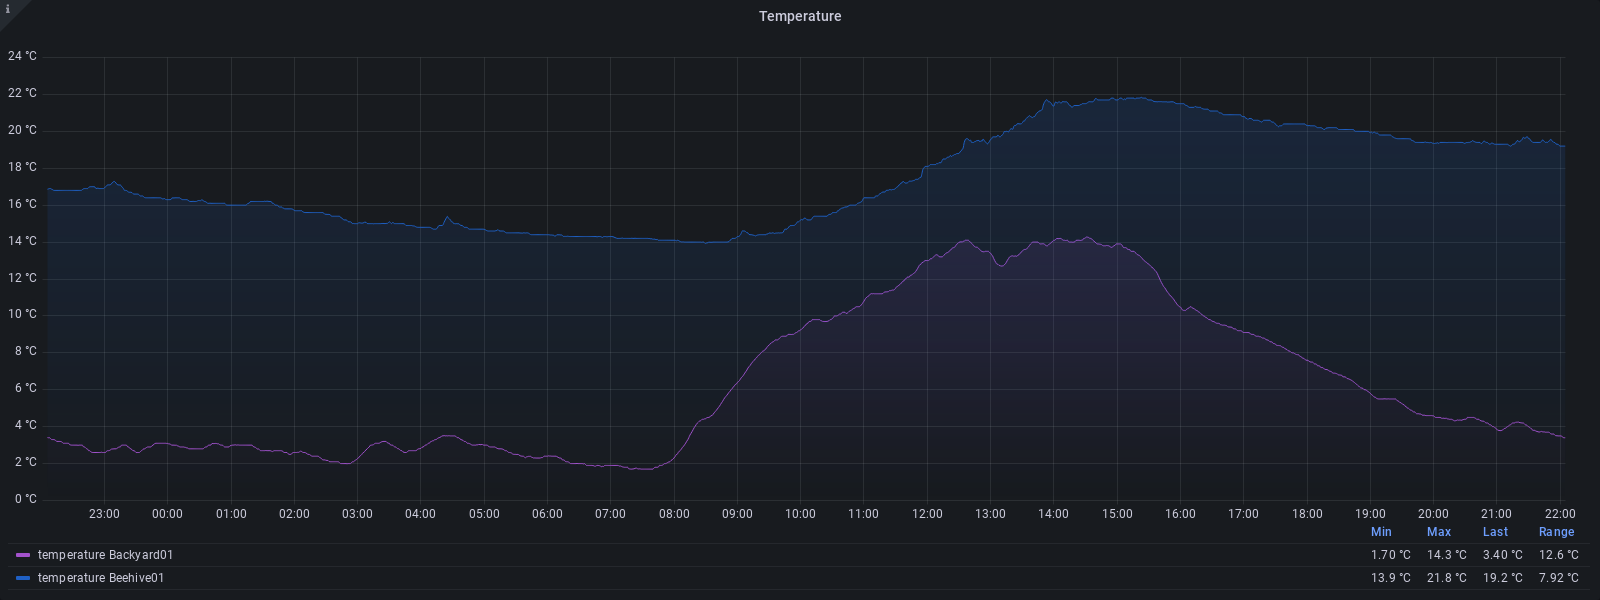 i
Temperature
24 °C
22 °C
20 °C
18 °C
16 °C
14 °C
12 °C
10 °C
8 °C
6 °C
4 °C
2 °C
0 °C
23:00 00:00 01:00 02:00 03:00 04:00 05:00 06:00 07:00 08:00 09:00 10:00 11:00 12:00 13:00 14:00 15:00 16:00 17:00 18:00 19:00 20:00 21:00 22:00
Min Max Last Range
temperature Backyard01 1.70 °C 14.3 °C 3.40 °C 12.6 °C
temperature Beehive01 13.9 °C 21.8 °C 19.2 °C 7.92 °C